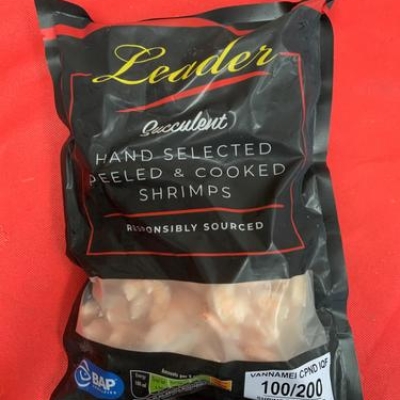 Leader
Succulent
HAND SELECTED
PEELED & COOKED
SHRIMPS
RESPONSIBLY SOURCED
BAP
VANNAMEI CPND IQF
100/200